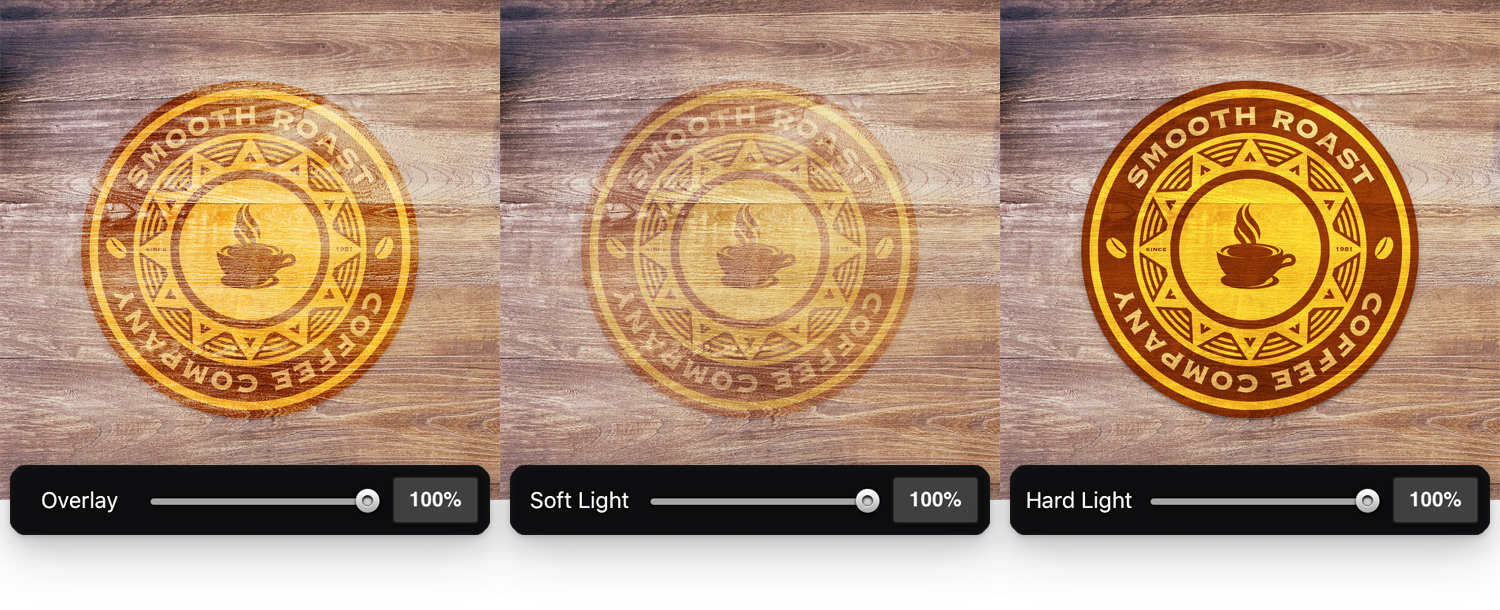 SMOOTH ROAST
SINCE 1981
COFFEE COMPANY
SMOOTH ROAST
SINCE 1981
COFFEE COMPANY
SMOOTH ROAST
SINCE 1981
COFFEE COMPANY
Overlay 100%
Soft Light 100%
Hard Light 100%